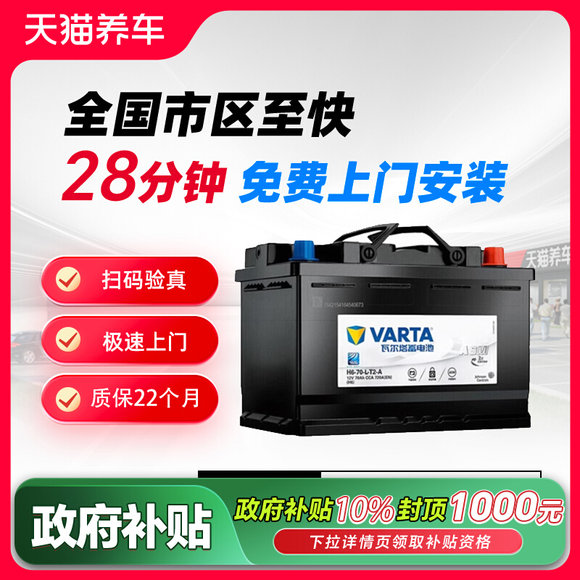 天猫养车
全国市区至快
28分钟 免费上门安装
扫码验真
极速上门
质保22个月
天猫养车
VARTA
瓦尔塔蓄电池
H6-70-L-T2-A
政府补贴
政府补贴10%封顶1000元
下拉详情页领取补贴资格